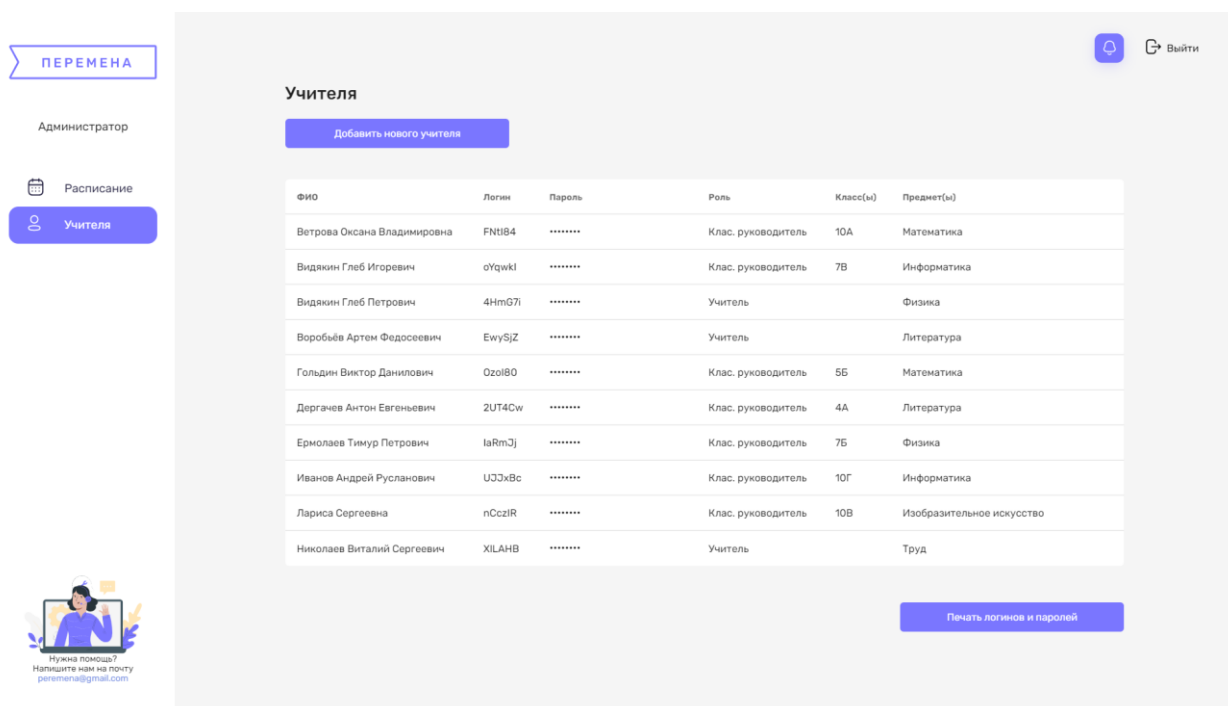 ПЕРЕМЕНА
Выйти
Администратор
Расписание
Учителя
Учителя
Добавить нового учителя
ФИО Логин Пароль Роль Класс(ы) Предмет(ы)
Ветрова Оксана Владимировна FNtl84 •••••••• Клас. руководитель 10А Математика
Видякин Глеб Игоревич oYqwkl •••••••• Клас. руководитель 7В Информатика
Видякин Глеб Петрович 4HmG7i •••••••• Учитель Физика
Воробьёв Артем Федосеевич EwySjZ •••••••• Учитель Литература
Гольдин Виктор Данилович Ozol80 •••••••• Клас. руководитель 5Б Математика
Дергачев Антон Евгеньевич 2UT4Cw •••••••• Клас. руководитель 4А Литература
Ермолаев Тимур Петрович IaRmJj •••••••• Клас. руководитель 7Б Физика
Иванов Андрей Русланович UJJxBc •••••••• Клас. руководитель 10Г Информатика
Лариса Сергеевна nCczIR •••••••• Клас. руководитель 10В Изобразительное искусство
Николаев Виталий Сергеевич XILAHB •••••••• Учитель Труд
Печать логинов и паролей
Нужна помощь?
Напишите нам на почту
peremena@gmail.com